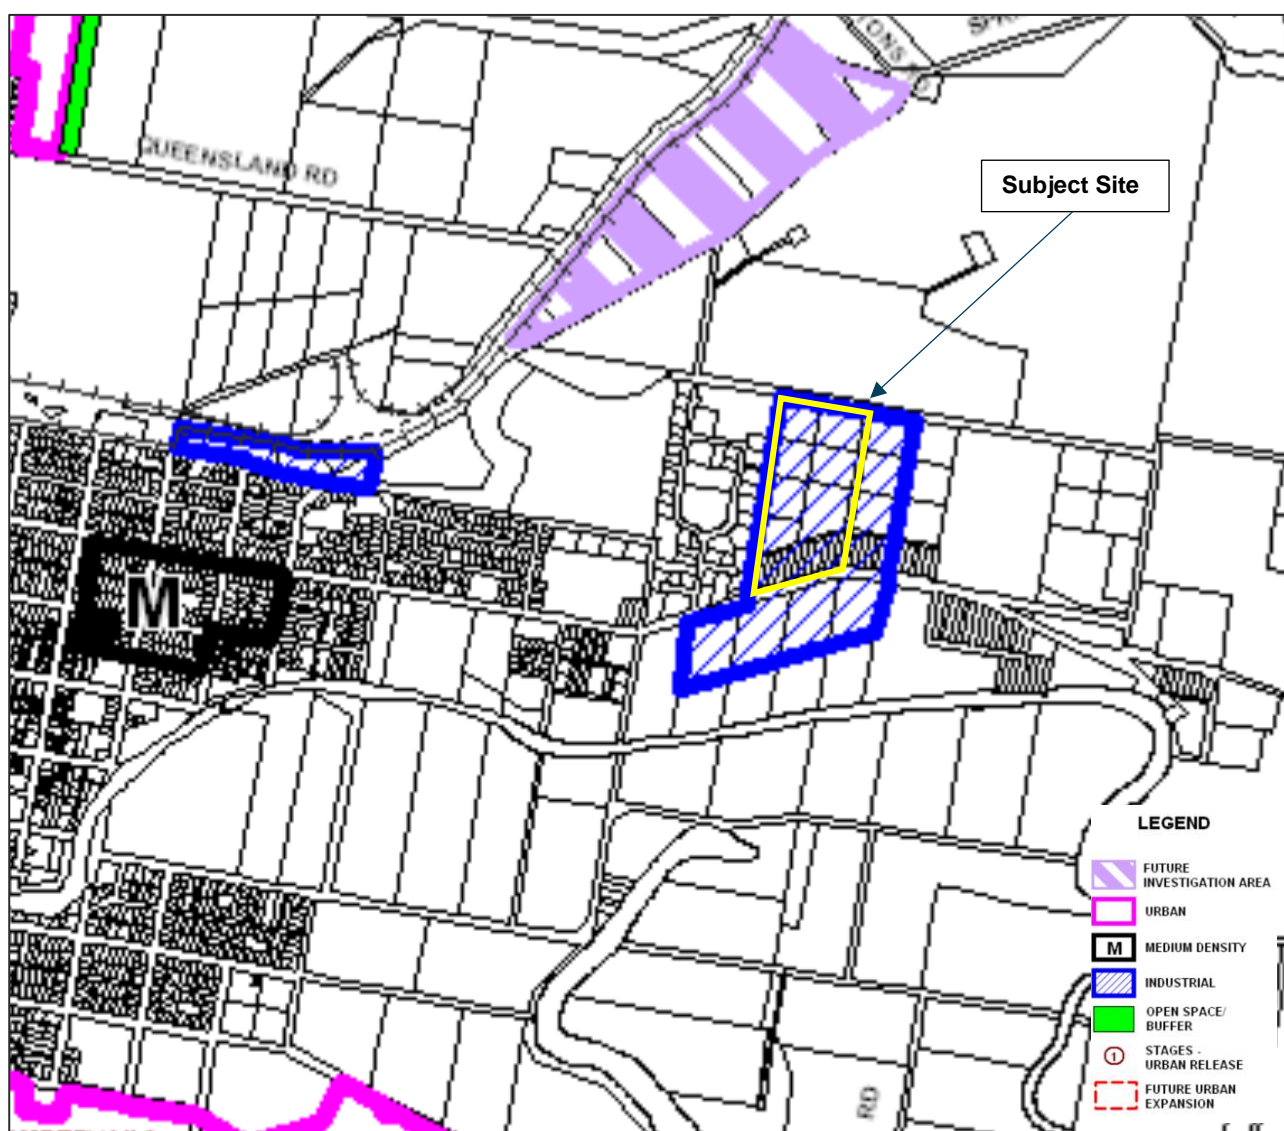 QUEENSLAND RD
Subject Site
M
RD
LEGEND
FUTURE
INVESTIGATION AREA
URBAN
M
MEDIUM DENSITY
INDUSTRIAL
OPEN SPACE/
BUFFER
1
STAGES -
URBAN RELEASE
FUTURE URBAN
EXPANSION